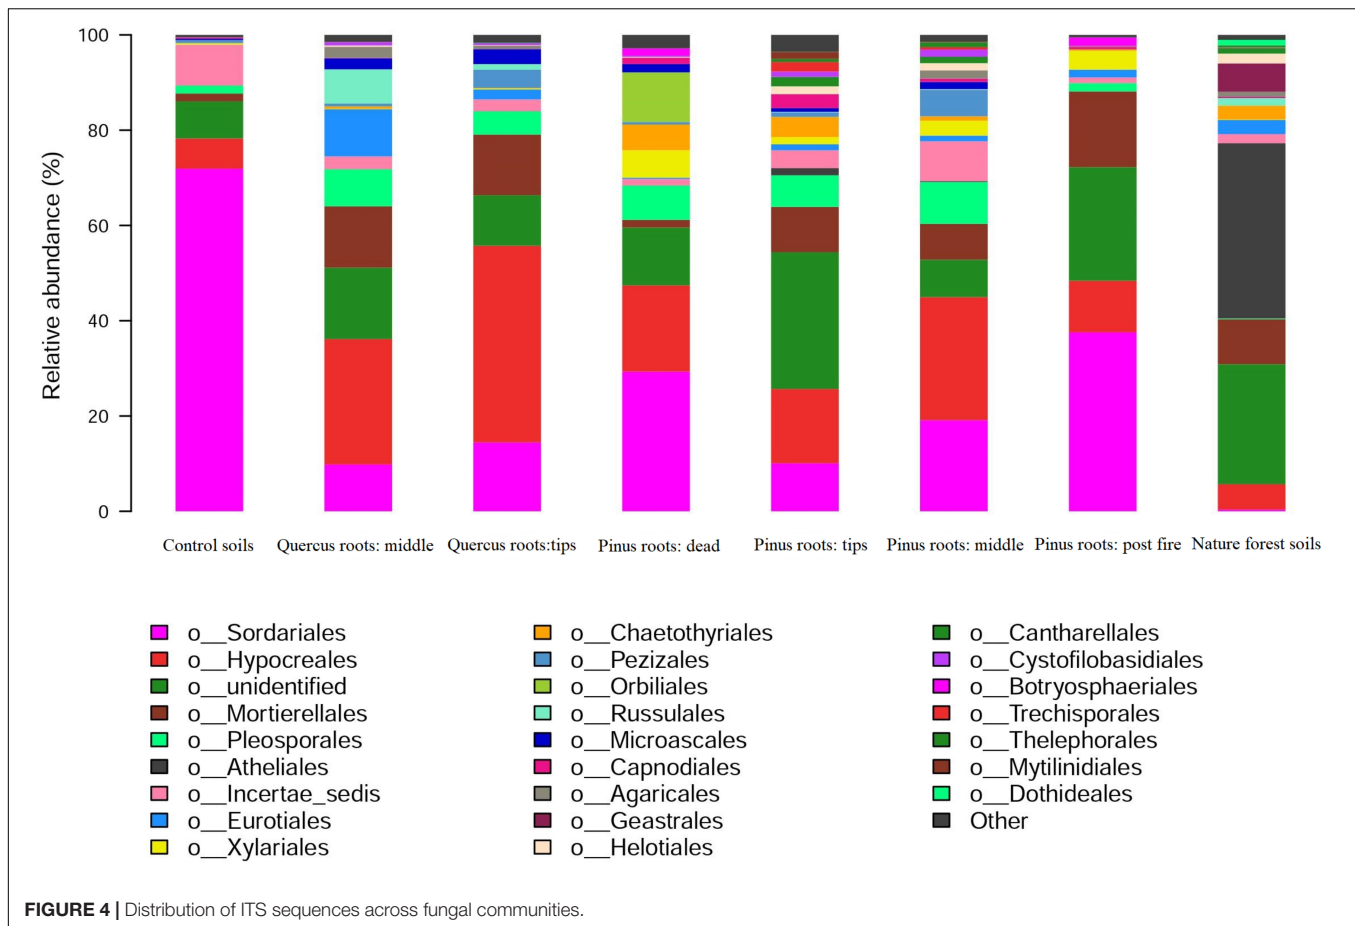 100
80
60
40
20
0
Relative abundance (%)
Control soils Quercus roots: middle Quercus roots:tips Pinus roots: dead Pinus roots: tips Pinus roots: middle Pinus roots: post fire Nature forest soils
o__Sordariales
o__Hypocreales
o__unidentified
o__Mortierellales
o__Pleosporales
o__Atheliales
o__Incertae_sedis
o__Eurotiales
o__Xylariales
o__Chaetothyriales
o__Pezizales
o__Orbiliales
o__Russulales
o__Microascales
o__Capnodiales
o__Agaricales
o__Geastrales
o__Helotiales
o__Cantharellales
o__Cystofilobasidiales
o__Botryosphaeriales
o__Trechisporales
o__Thelephorales
o__Mytilinidiales
o__Dothideales
Other
FIGURE 4 | Distribution of ITS sequences across fungal communities.